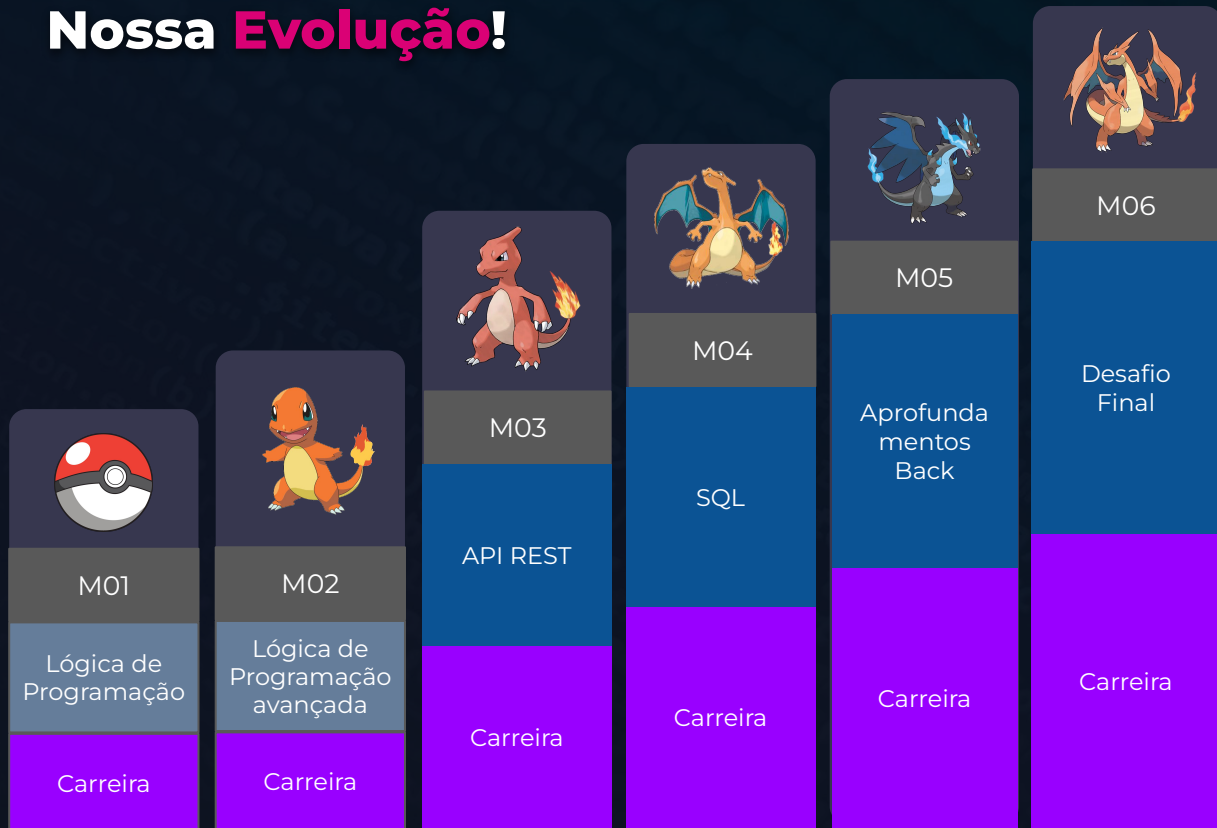 Nossa Evolução!
M01
Lógica de
Programação
Carreira
M02
Lógica de
Programação
avançada
Carreira
M03
API REST
Carreira
M04
SQL
Carreira
M05
Aprofunda
mentos
Back
Carreira
M06
Desafio
Final
Carreira